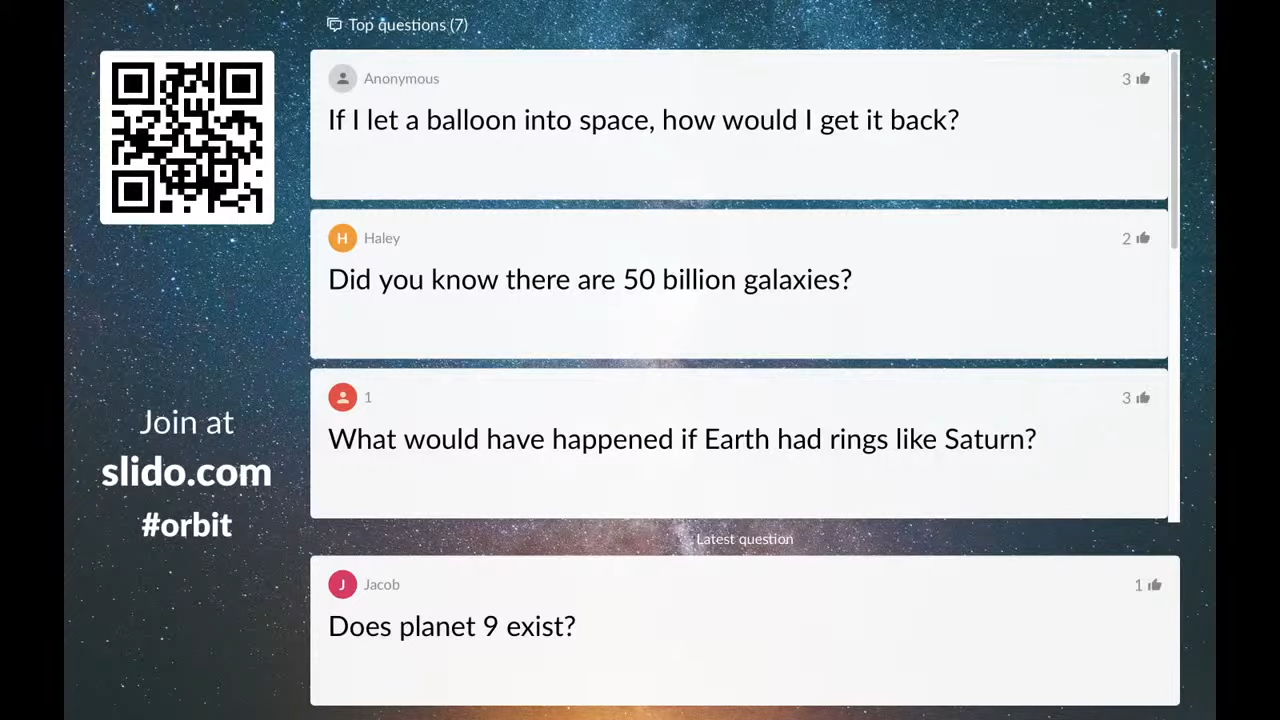 Top questions (7)
Anonymous
3
If I let a balloon into space, how would I get it back?
H
Haley
2
Did you know there are 50 billion galaxies?
1
3
What would have happened if Earth had rings like Saturn?
Join at
slido.com
#orbit
Latest question
J
Jacob
1
Does planet 9 exist?